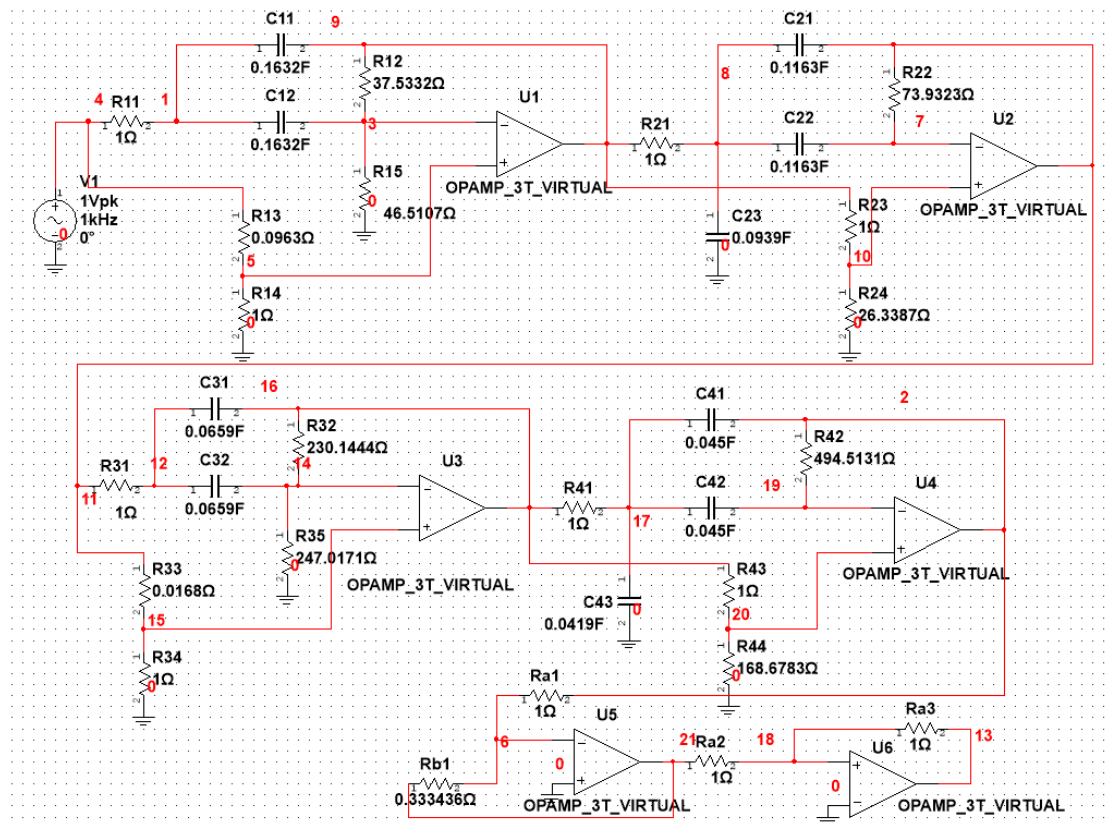 C11
9
1
2
0.1632F
R12
37.5332Ω
4
R11
1
1Ω
C12
0.1632F
3
U1
OPAMP_3T_VIRTUAL
V1
1Vpk
1kHz
0°
0
R13
0.0963Ω
5
R14
1Ω
0
R15
0
46.5107Ω
C21
0.1163F
8
R22
73.9323Ω
R21
1Ω
C22
0.1163F
7
U2
OPAMP_3T_VIRTUAL
C23
0.0939F
0
R23
1Ω
10
R24
26.3387Ω
0
C31
16
0.0659F
R32
230.1444Ω
R31
12
1Ω
11
C32
0.0659F
14
U3
OPAMP_3T_VIRTUAL
R35
0
247.0171Ω
R33
0.0168Ω
15
R34
1Ω
0
C41
2
0.045F
R42
494.5131Ω
R41
1Ω
17
C42
0.045F
19
U4
OPAMP_3T_VIRTUAL
C43
0
0.0419F
R43
1Ω
20
R44
168.6783Ω
0
Ra1
1Ω
6
U5
0
OPAMP_3T_VIRTUAL
Rb1
0.333436Ω
21
Ra2
1Ω
18
Ra3
1Ω
13
U6
0
OPAMP_3T_VIRTUAL